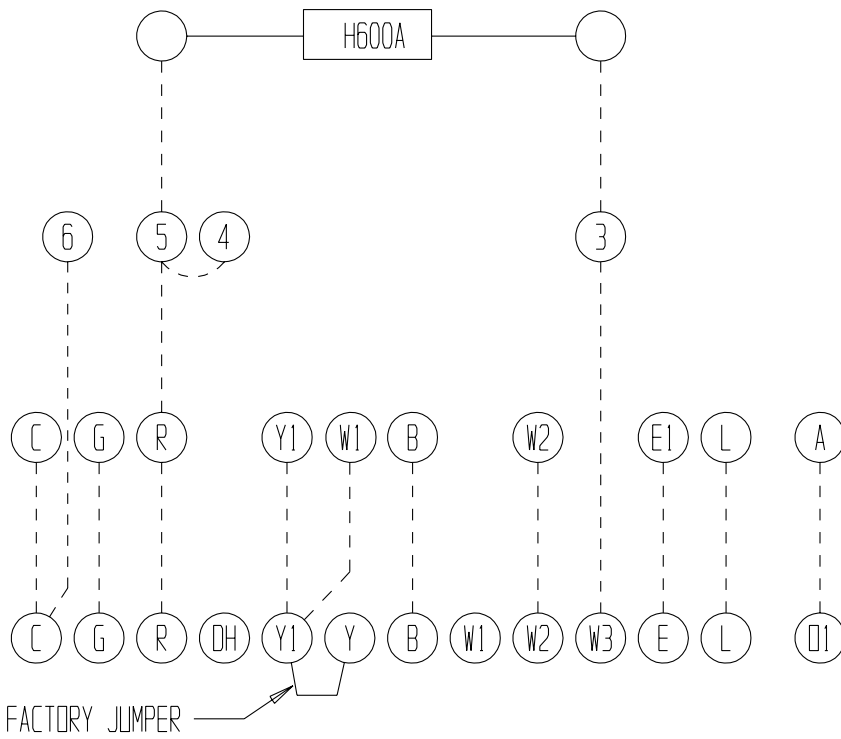 H600A
6 5 4 3
C G R Y1 W1 B W2 E1 L A
C G R DH Y1 Y B W1 W2 W3 E L O1
FACTORY JUMPER